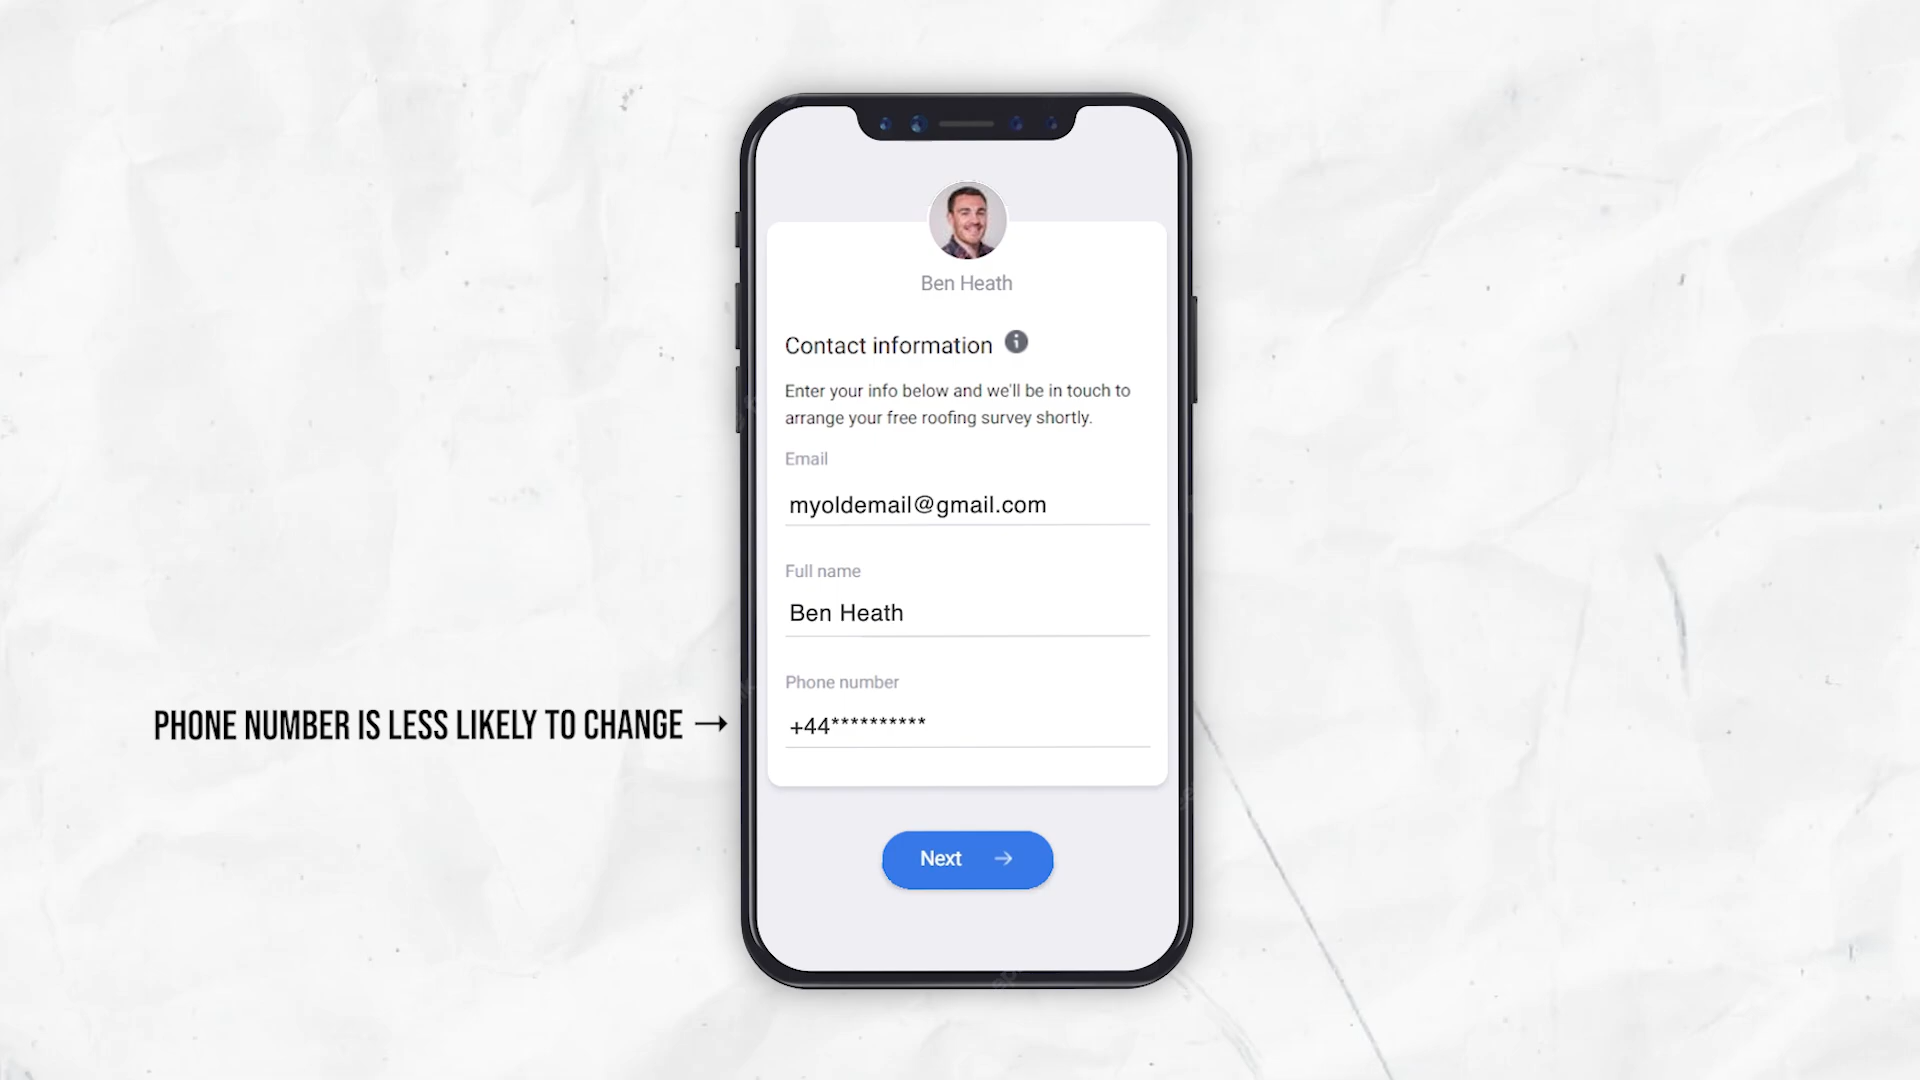 Ben Heath
Contact information
Enter your info below and we'll be in touch to
arrange your free roofing survey shortly.
Email
myoldemail@gmail.com
Full name
Ben Heath
Phone number
PHONE NUMBER IS LESS LIKELY TO CHANGE →
+44**********
Next →